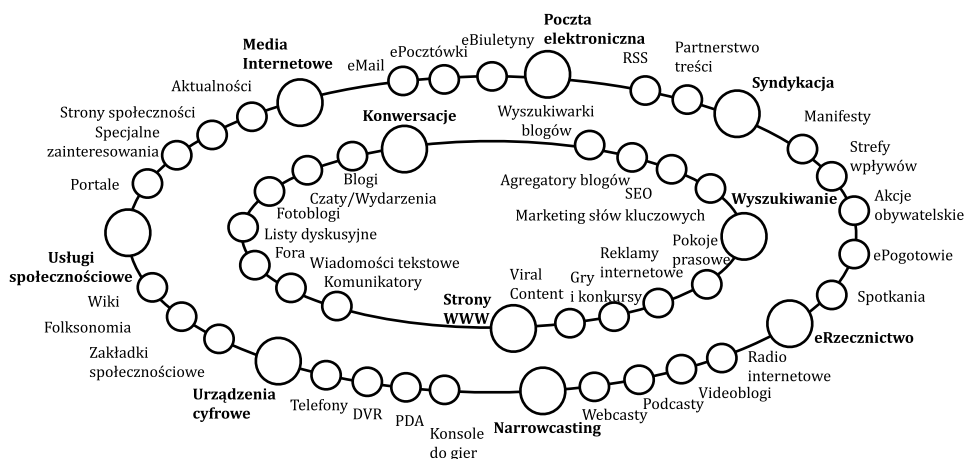 Poczta
elektroniczna
Media
Internetowe
eMail
ePocztówki
eBiuletyny
RSS
Partnerstwo
treści
Syndykacja
Aktualności
Strony społeczności
Specjalne
zainteresowania
Portale
Konwersacje
Wyszukiwarki
blogów
Manifesty
Strefy
wpływów
Akcje
obywatelskie
ePogotowie
Spotkania
eRzecznictwo
Blogi
Czaty/Wydarzenia
Fotoblogi
Listy dyskusyjne
Fora
Wiadomości tekstowe
Komunikatory
Agregatory blogów
SEO
Marketing słów kluczowych
Wyszukiwanie
Pokoje
prasowe
Reklamy
internetowe
Gry
i konkursy
Viral
Content
Strony
WWW
Usługi
społecznościowe
Wiki
Folksonomia
Zakładki
społecznościowe
Urządzenia
cyfrowe
Telefony
DVR
PDA
Konsole
do gier
Narrowcasting
Webcasty
Podcasty
Videoblogi
Radio
internetowe